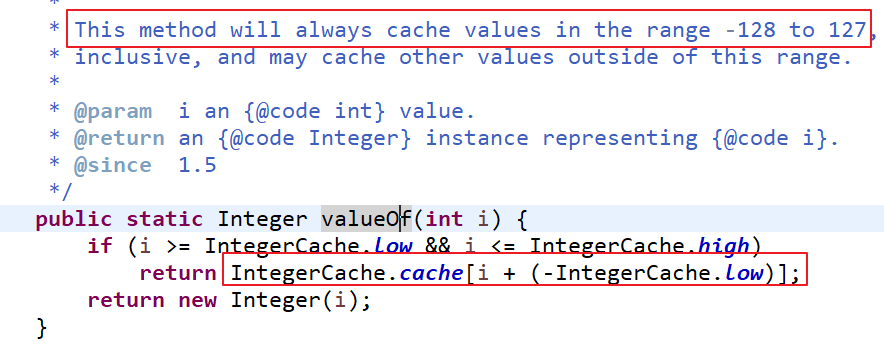 *
* This method will always cache values in the range -128 to 127,
* inclusive, and may cache other values outside of this range.
*
* @param  i an {@code int} value.
* @return an {@code Integer} instance representing {@code i}.
* @since  1.5
*/
public static Integer valueOf(int i) {
if (i >= IntegerCache.low && i <= IntegerCache.high)
return IntegerCache.cache[i + (-IntegerCache.low)];
return new Integer(i);
}